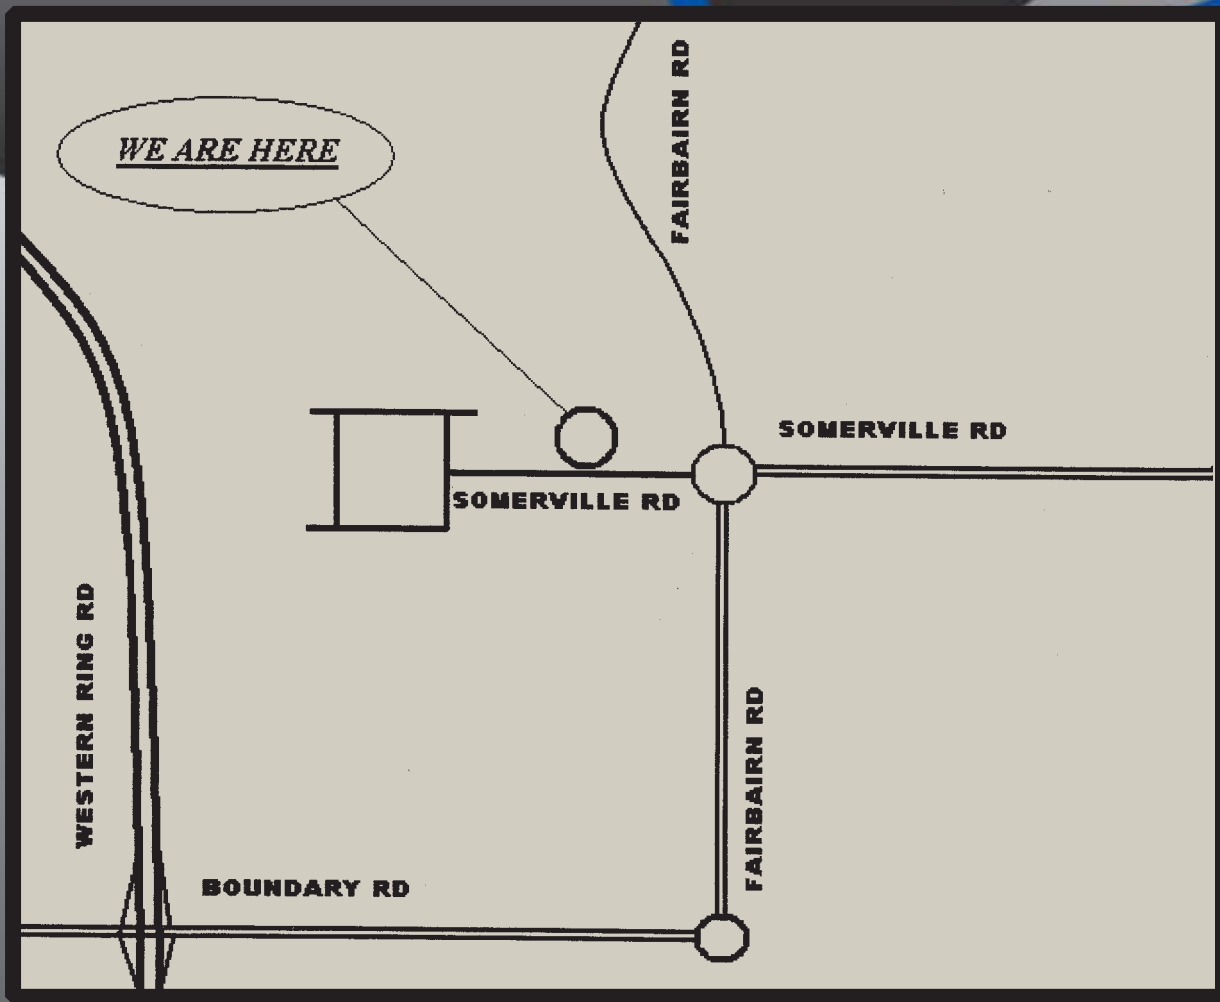 FAIRBAIRN RD
WE ARE HERE
SOMERVILLE RD
SOMERVILLE RD
WESTERN RING RD
FAIRBAIRN RD
BOUNDARY RD